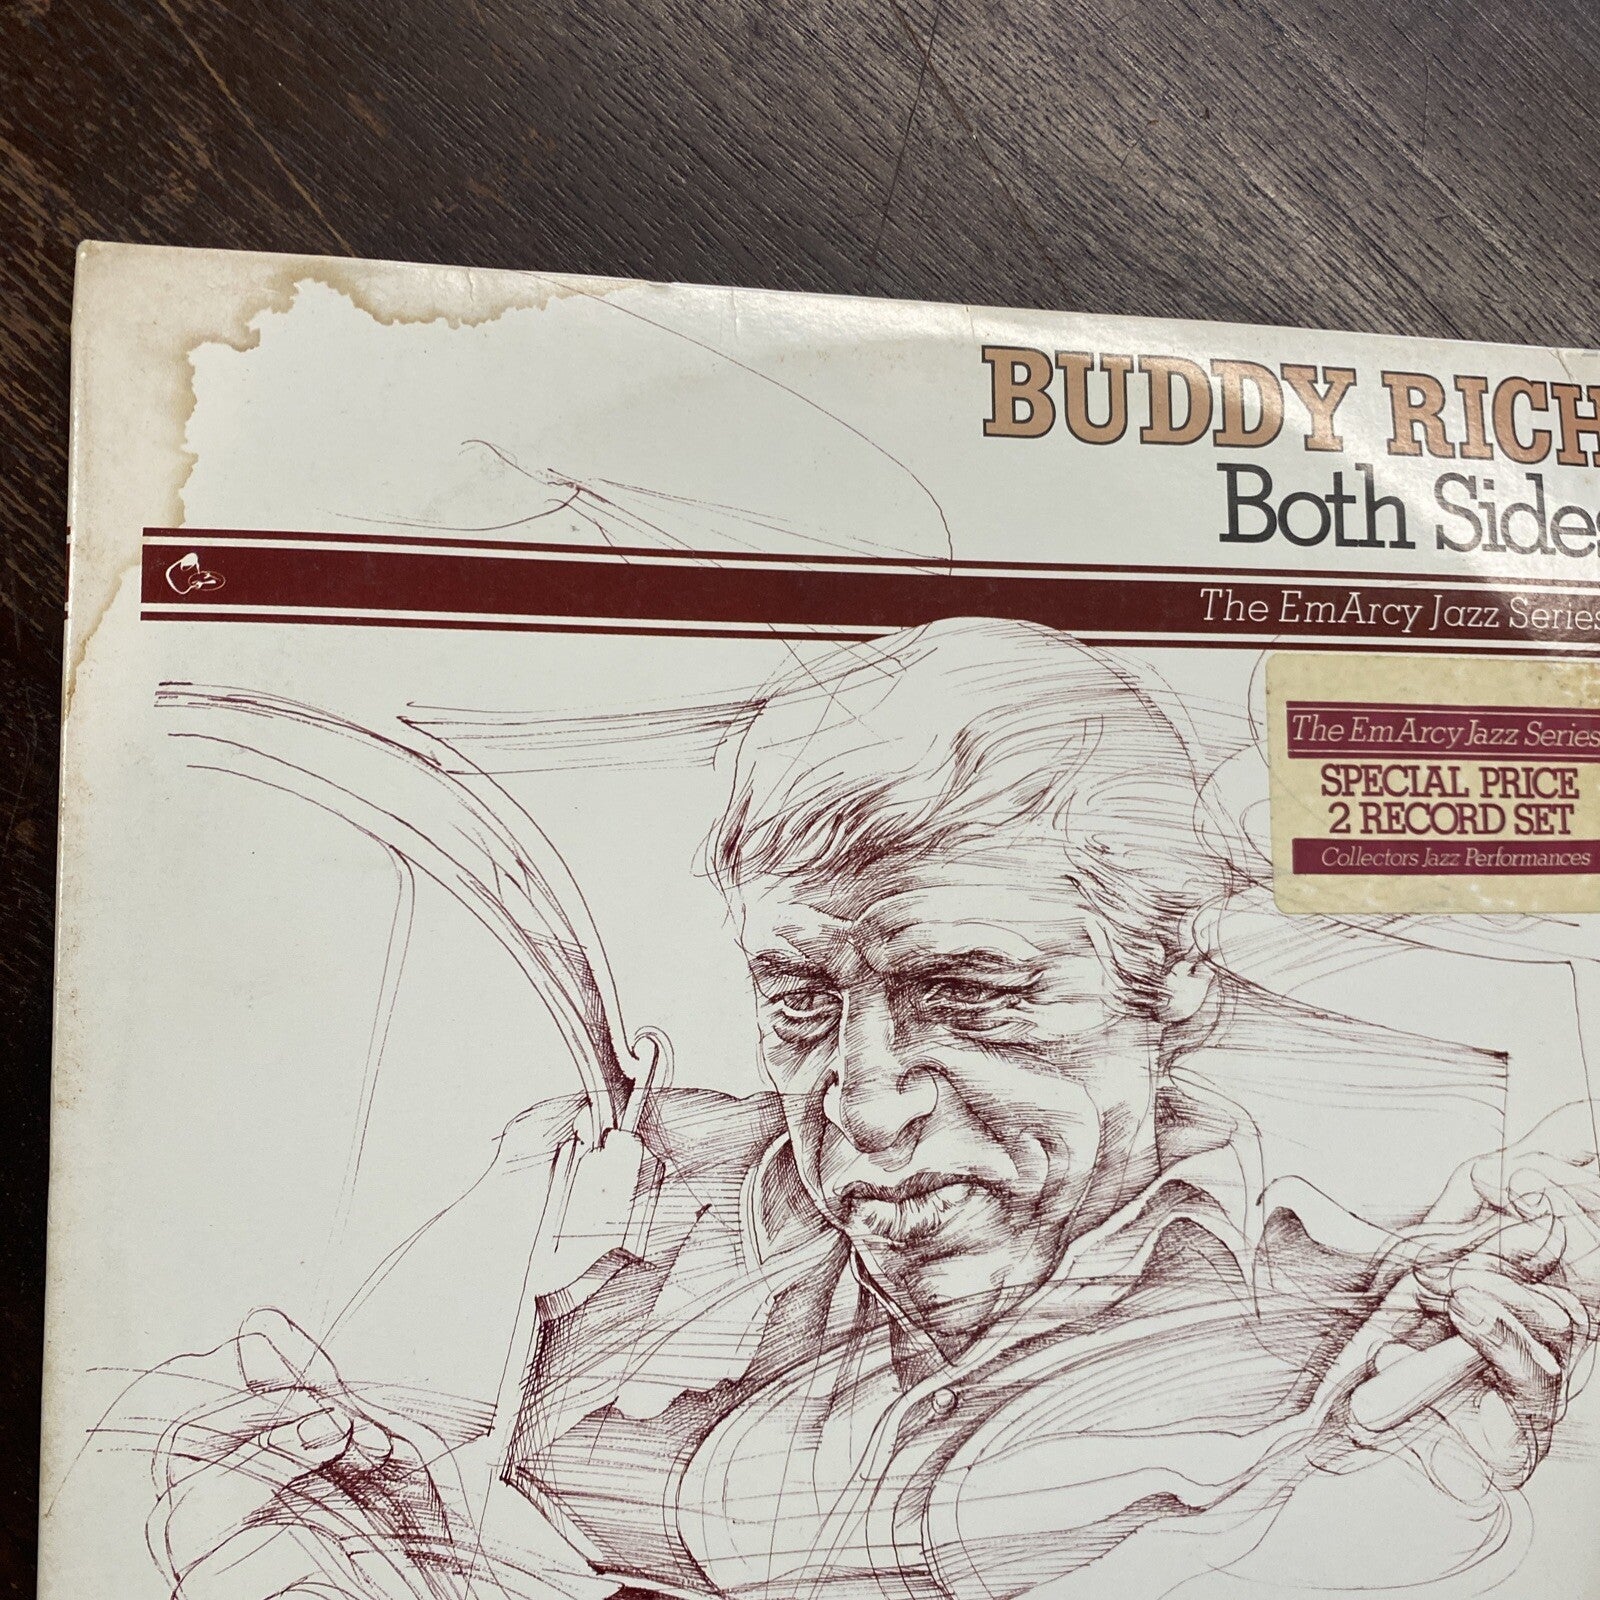 BUDDY RICH
Both Sides
The EmArcy Jazz Series
The EmArcy Jazz Series
SPECIAL PRICE
2 RECORD SET
Collectors Jazz Performances